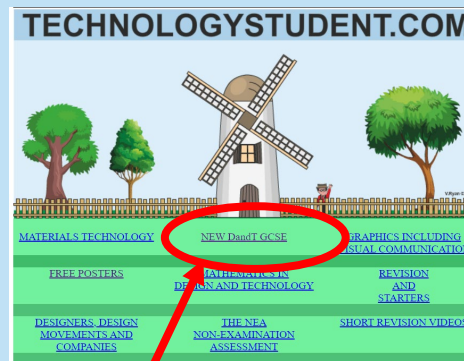 TECHNOLOGYSTUDENT.COM
V.Ryan ©
MATERIALS TECHNOLOGY
NEW DandT GCSE
GRAPHICS INCLUDING
VISUAL COMMUNICATION
FREE POSTERS
MATHEMATICS IN
DESIGN AND TECHNOLOGY
REVISION
AND
STARTERS
DESIGNERS, DESIGN
MOVEMENTS AND
COMPANIES
THE NEA
NON-EXAMINATION
ASSESSMENT
SHORT REVISION VIDEOS